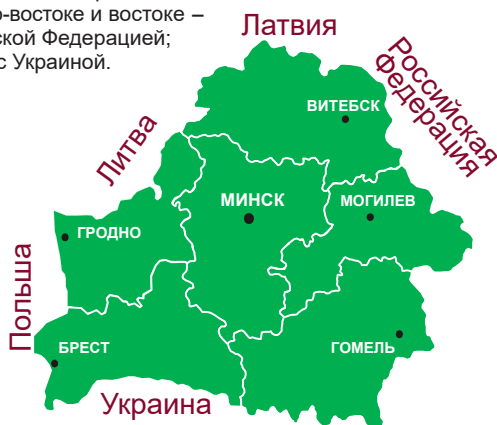 о-востоке и востоке –
ской Федерацией;
с Украиной.
Латвия
Российская
Федерация
ВИТЕБСК
Литва
МИНСК
МОГИЛЕВ
ГРОДНО
Польша
БРЕСТ
ГОМЕЛЬ
Украина